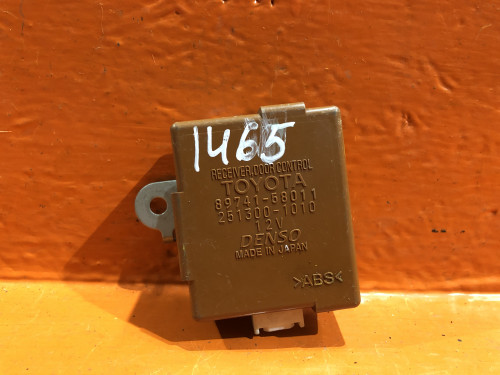 1465
RECEIVER,DOOR CONTROL
TOYOTA
89741-58011
251300-1010
12V
DENSO
MADE IN JAPAN
>ABS<